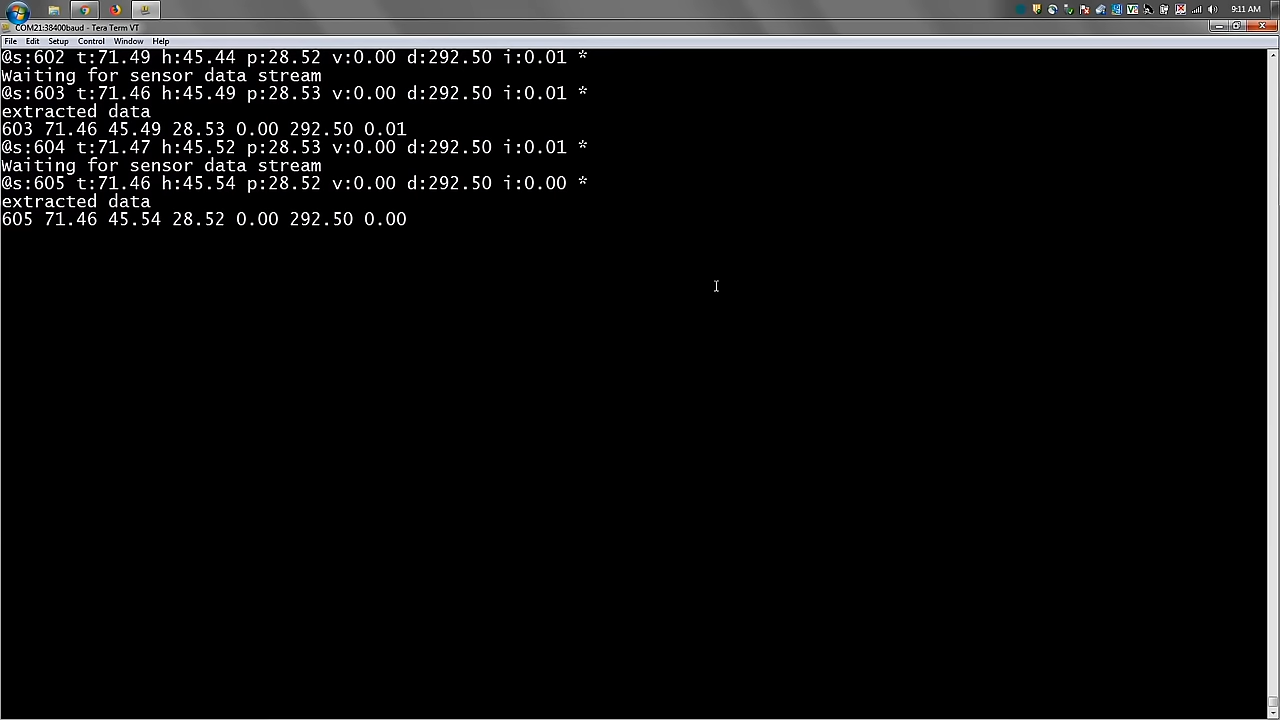 9:11 AM
COM21:38400baud - Tera Term VT
File Edit Setup Control Window Help
@s:602 t:71.49 h:45.44 p:28.52 v:0.00 d:292.50 i:0.01 *
Waiting for sensor data stream
@s:603 t:71.46 h:45.49 p:28.53 v:0.00 d:292.50 i:0.01 *
extracted data
603 71.46 45.49 28.53 0.00 292.50 0.01
@s:604 t:71.47 h:45.52 p:28.53 v:0.00 d:292.50 i:0.01 *
Waiting for sensor data stream
@s:605 t:71.46 h:45.54 p:28.52 v:0.00 d:292.50 i:0.00 *
extracted data
605 71.46 45.54 28.52 0.00 292.50 0.00